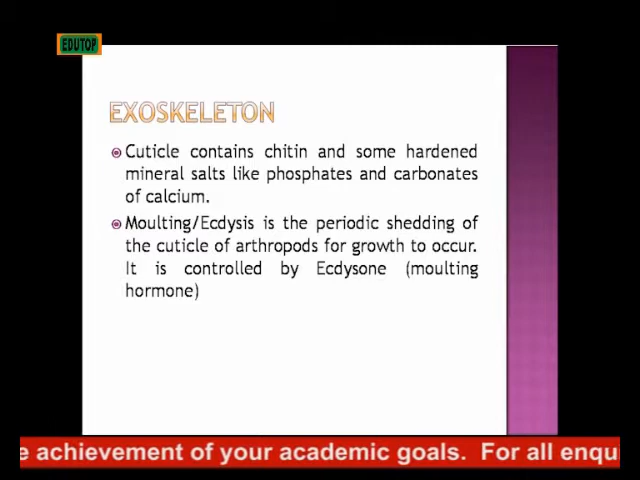 EDUTOP
EXOSKELETON
Cuticle contains chitin and some hardened
mineral salts like phosphates and carbonates
of calcium.
Moulting/Ecdysis is the periodic shedding of
the cuticle of arthropods for growth to occur.
It is controlled by Ecdysone (moulting
hormone)
e achievement of your academic goals. For all enqu